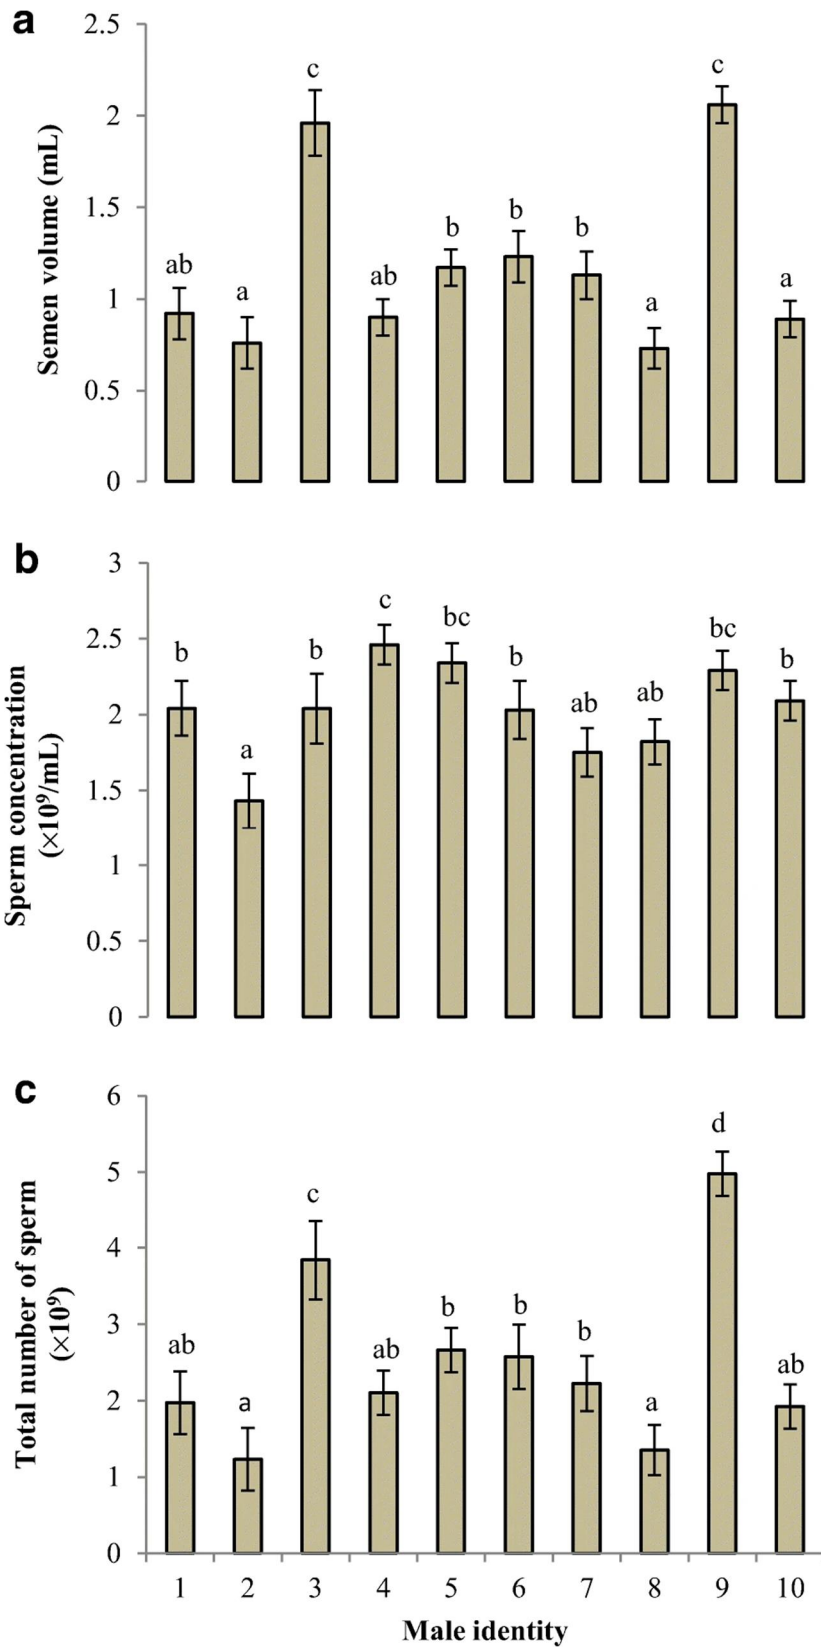 a
Semen volume (mL)
2.5
2
1.5
1
0.5
0
ab
a
c
ab
b
b
b
a
c
a
b
Sperm concentration
(×10⁹/mL)
3
2.5
2
1.5
1
0.5
0
b
a
b
c
bc
b
ab
ab
bc
b
c
Total number of sperm
(×10⁹)
6
5
4
3
2
1
0
ab
a
c
ab
b
b
b
a
d
ab
1 2 3 4 5 6 7 8 9 10
Male identity